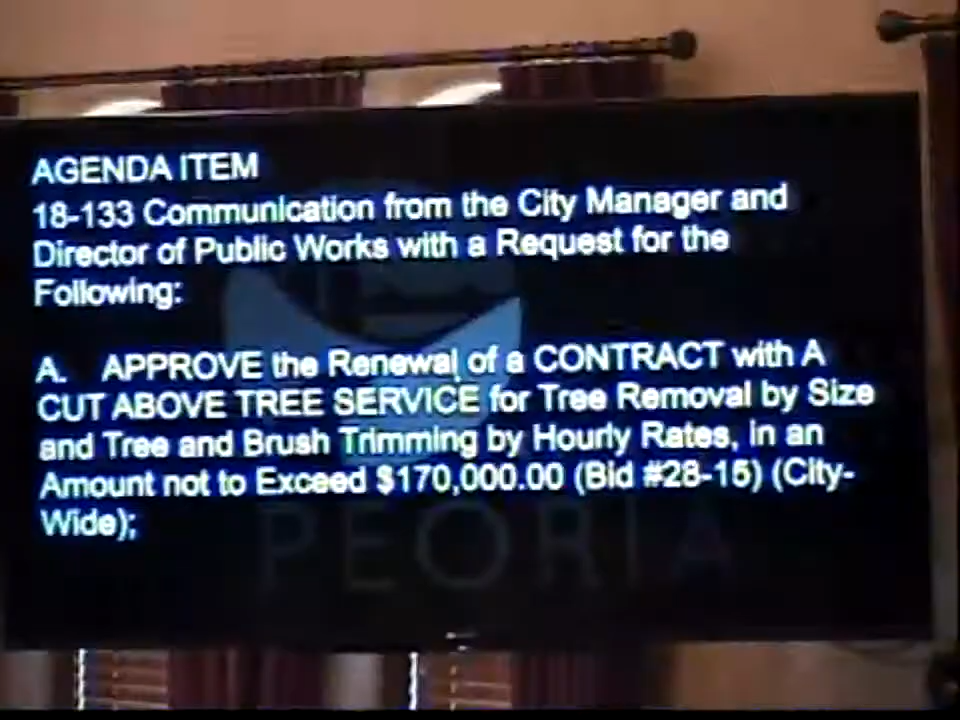 AGENDA ITEM
18-133 Communication from the City Manager and
Director of Public Works with a Request for the
Following:
A. APPROVE the Renewal of a CONTRACT with A
CUT ABOVE TREE SERVICE for Tree Removal by Size
and Tree and Brush Trimming by Hourly Rates, in an
Amount not to Exceed $170,000.00 (Bid #28-15) (City-
Wide);
PEORIA